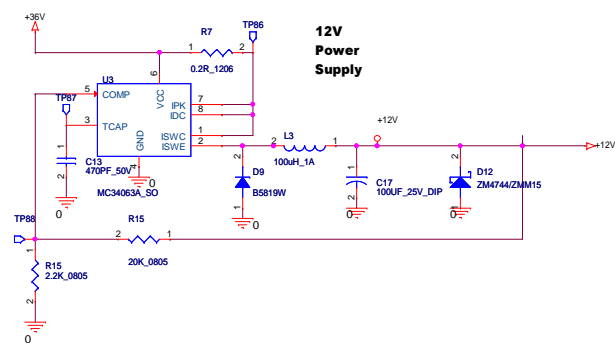 +36V
R7
TP86
12V
Power
Supply
1
2
0.2R_1206
U3
6
TP87
5
COMP
VCC
IPK
7
IDC
8
3
TCAP
GND
ISWC
1
ISWE
2
L3
2
1
+12V
+12V
C13
470PF_50V
4
0
MC34063A_SO
100uH_1A
2
D9
B5819W
1
C17
100UF_25V_DIP
2
D12
ZM4744/ZMM15
1
0
0
0
0
TP88
R15
2
1
20K_0805
1
R15
2.2K_0805
2
0